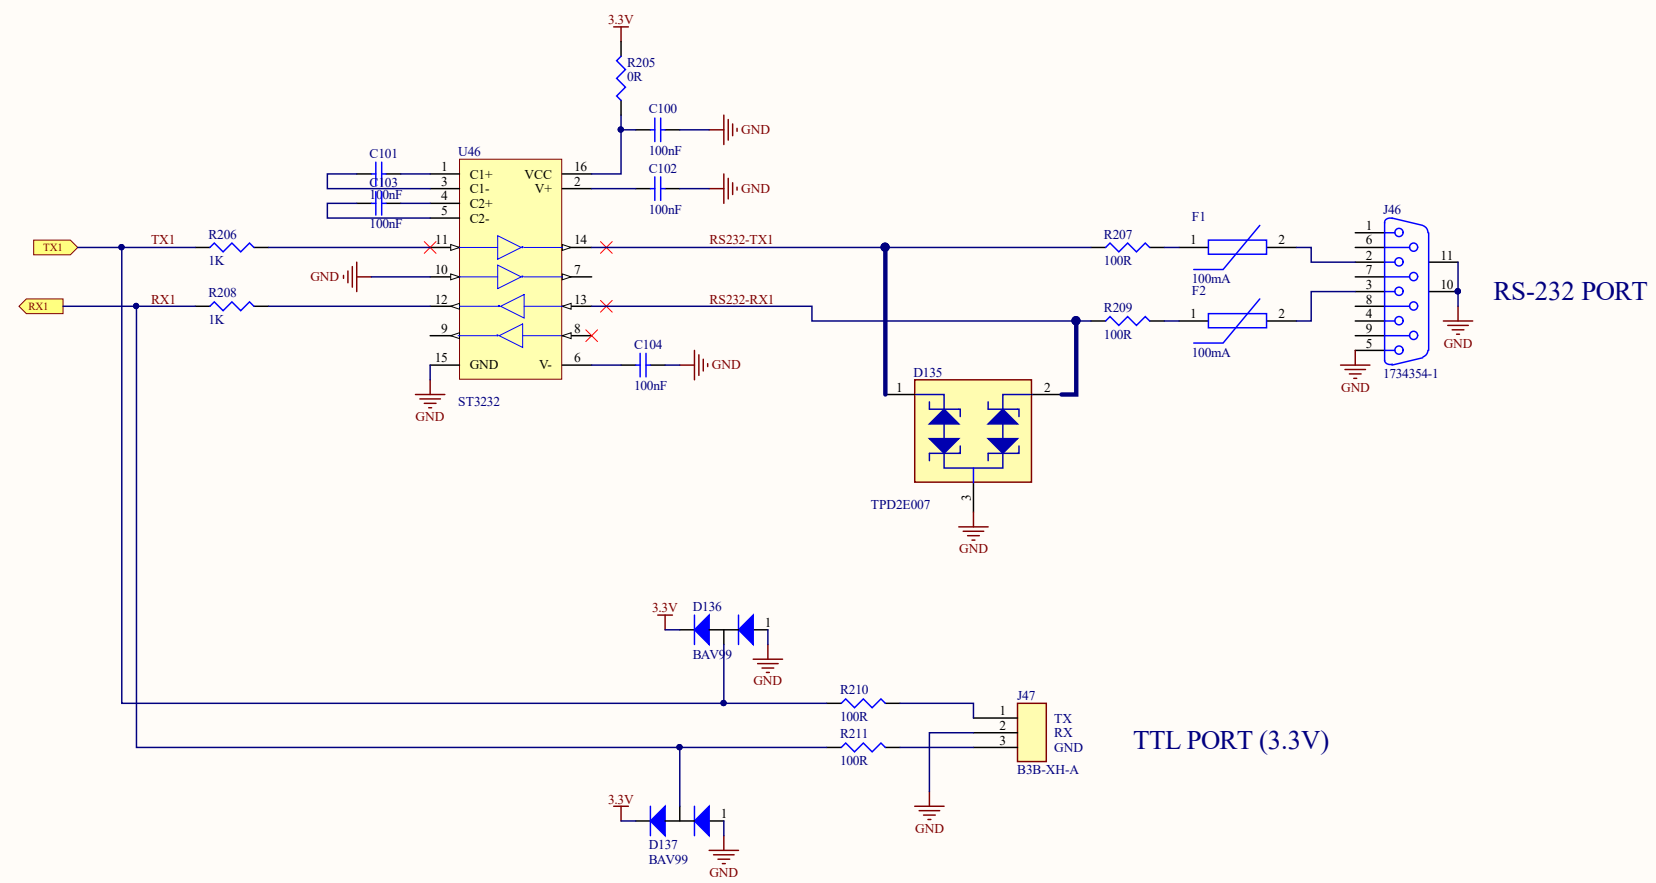 3.3V
R205
0R
C100
GND
100nF
C101
U46
1
C1+
VCC
16
C102
C103
3
C1-
V+
2
GND
100nF
4
C2+
100nF
5
C2-
100nF
TX1
TX1
R206
1K
11
14
RS232-TX1
R207
100R
F1
1
2
100mA
J46
1
6
2
11
7
3
10
8
4
9
5
GND
GND
1734354-1
RS-232 PORT
GND
10
7
RX1
RX1
R208
1K
12
13
RS232-RX1
R209
100R
F2
1
2
100mA
9
8
15
GND
V-
6
C104
GND
100nF
GND
ST3232
D135
1
2
3
TPD2E007
GND
3.3V
D136
1
BAV99
GND
R210
100R
J47
1
TX
2
RX
3
GND
R211
100R
B3B-XH-A
TTL PORT (3.3V)
3.3V
1
GND
D137
BAV99
GND